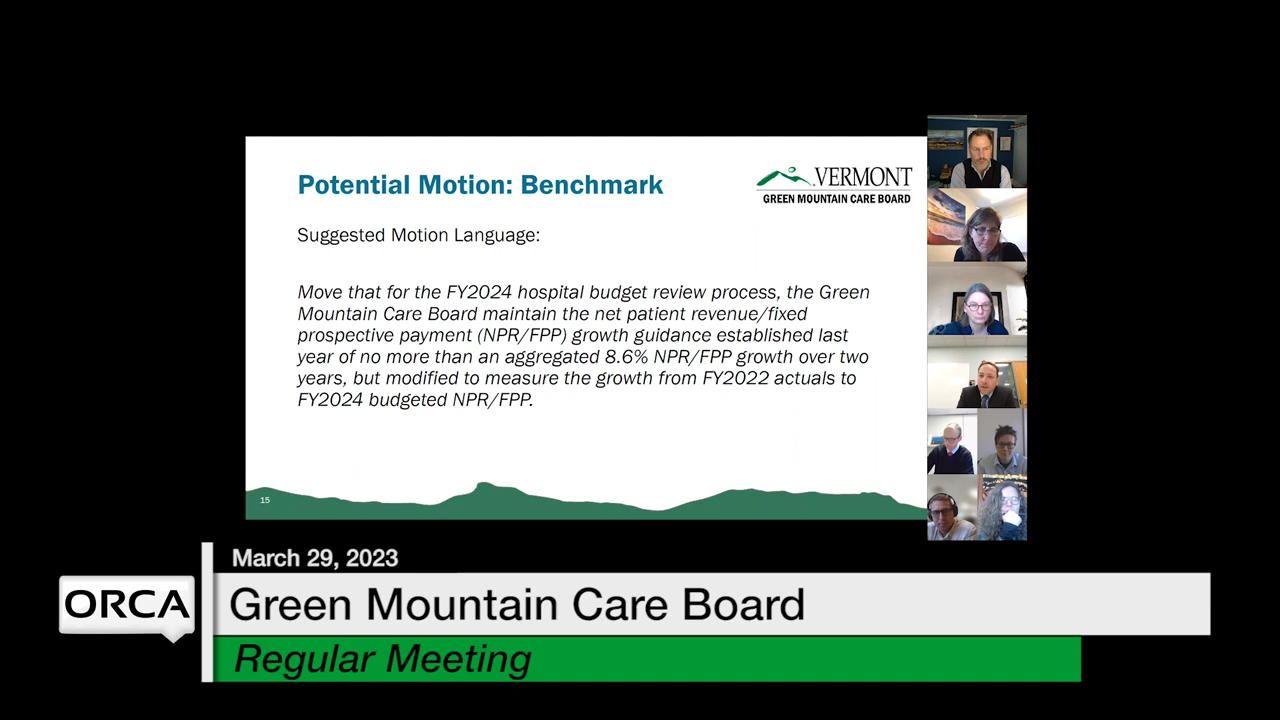 Potential Motion: Benchmark
VERMONT
GREEN MOUNTAIN CARE BOARD
Suggested Motion Language:
Move that for the FY2024 hospital budget review process, the Green
Mountain Care Board maintain the net patient revenue/fixed
prospective payment (NPR/FPP) growth guidance established last
year of no more than an aggregated 8.6% NPR/FPP growth over two
years, but modified to measure the growth from FY2022 actuals to
FY2024 budgeted NPR/FPP.
15
March 29, 2023
ORCA
Green Mountain Care Board
Regular Meeting